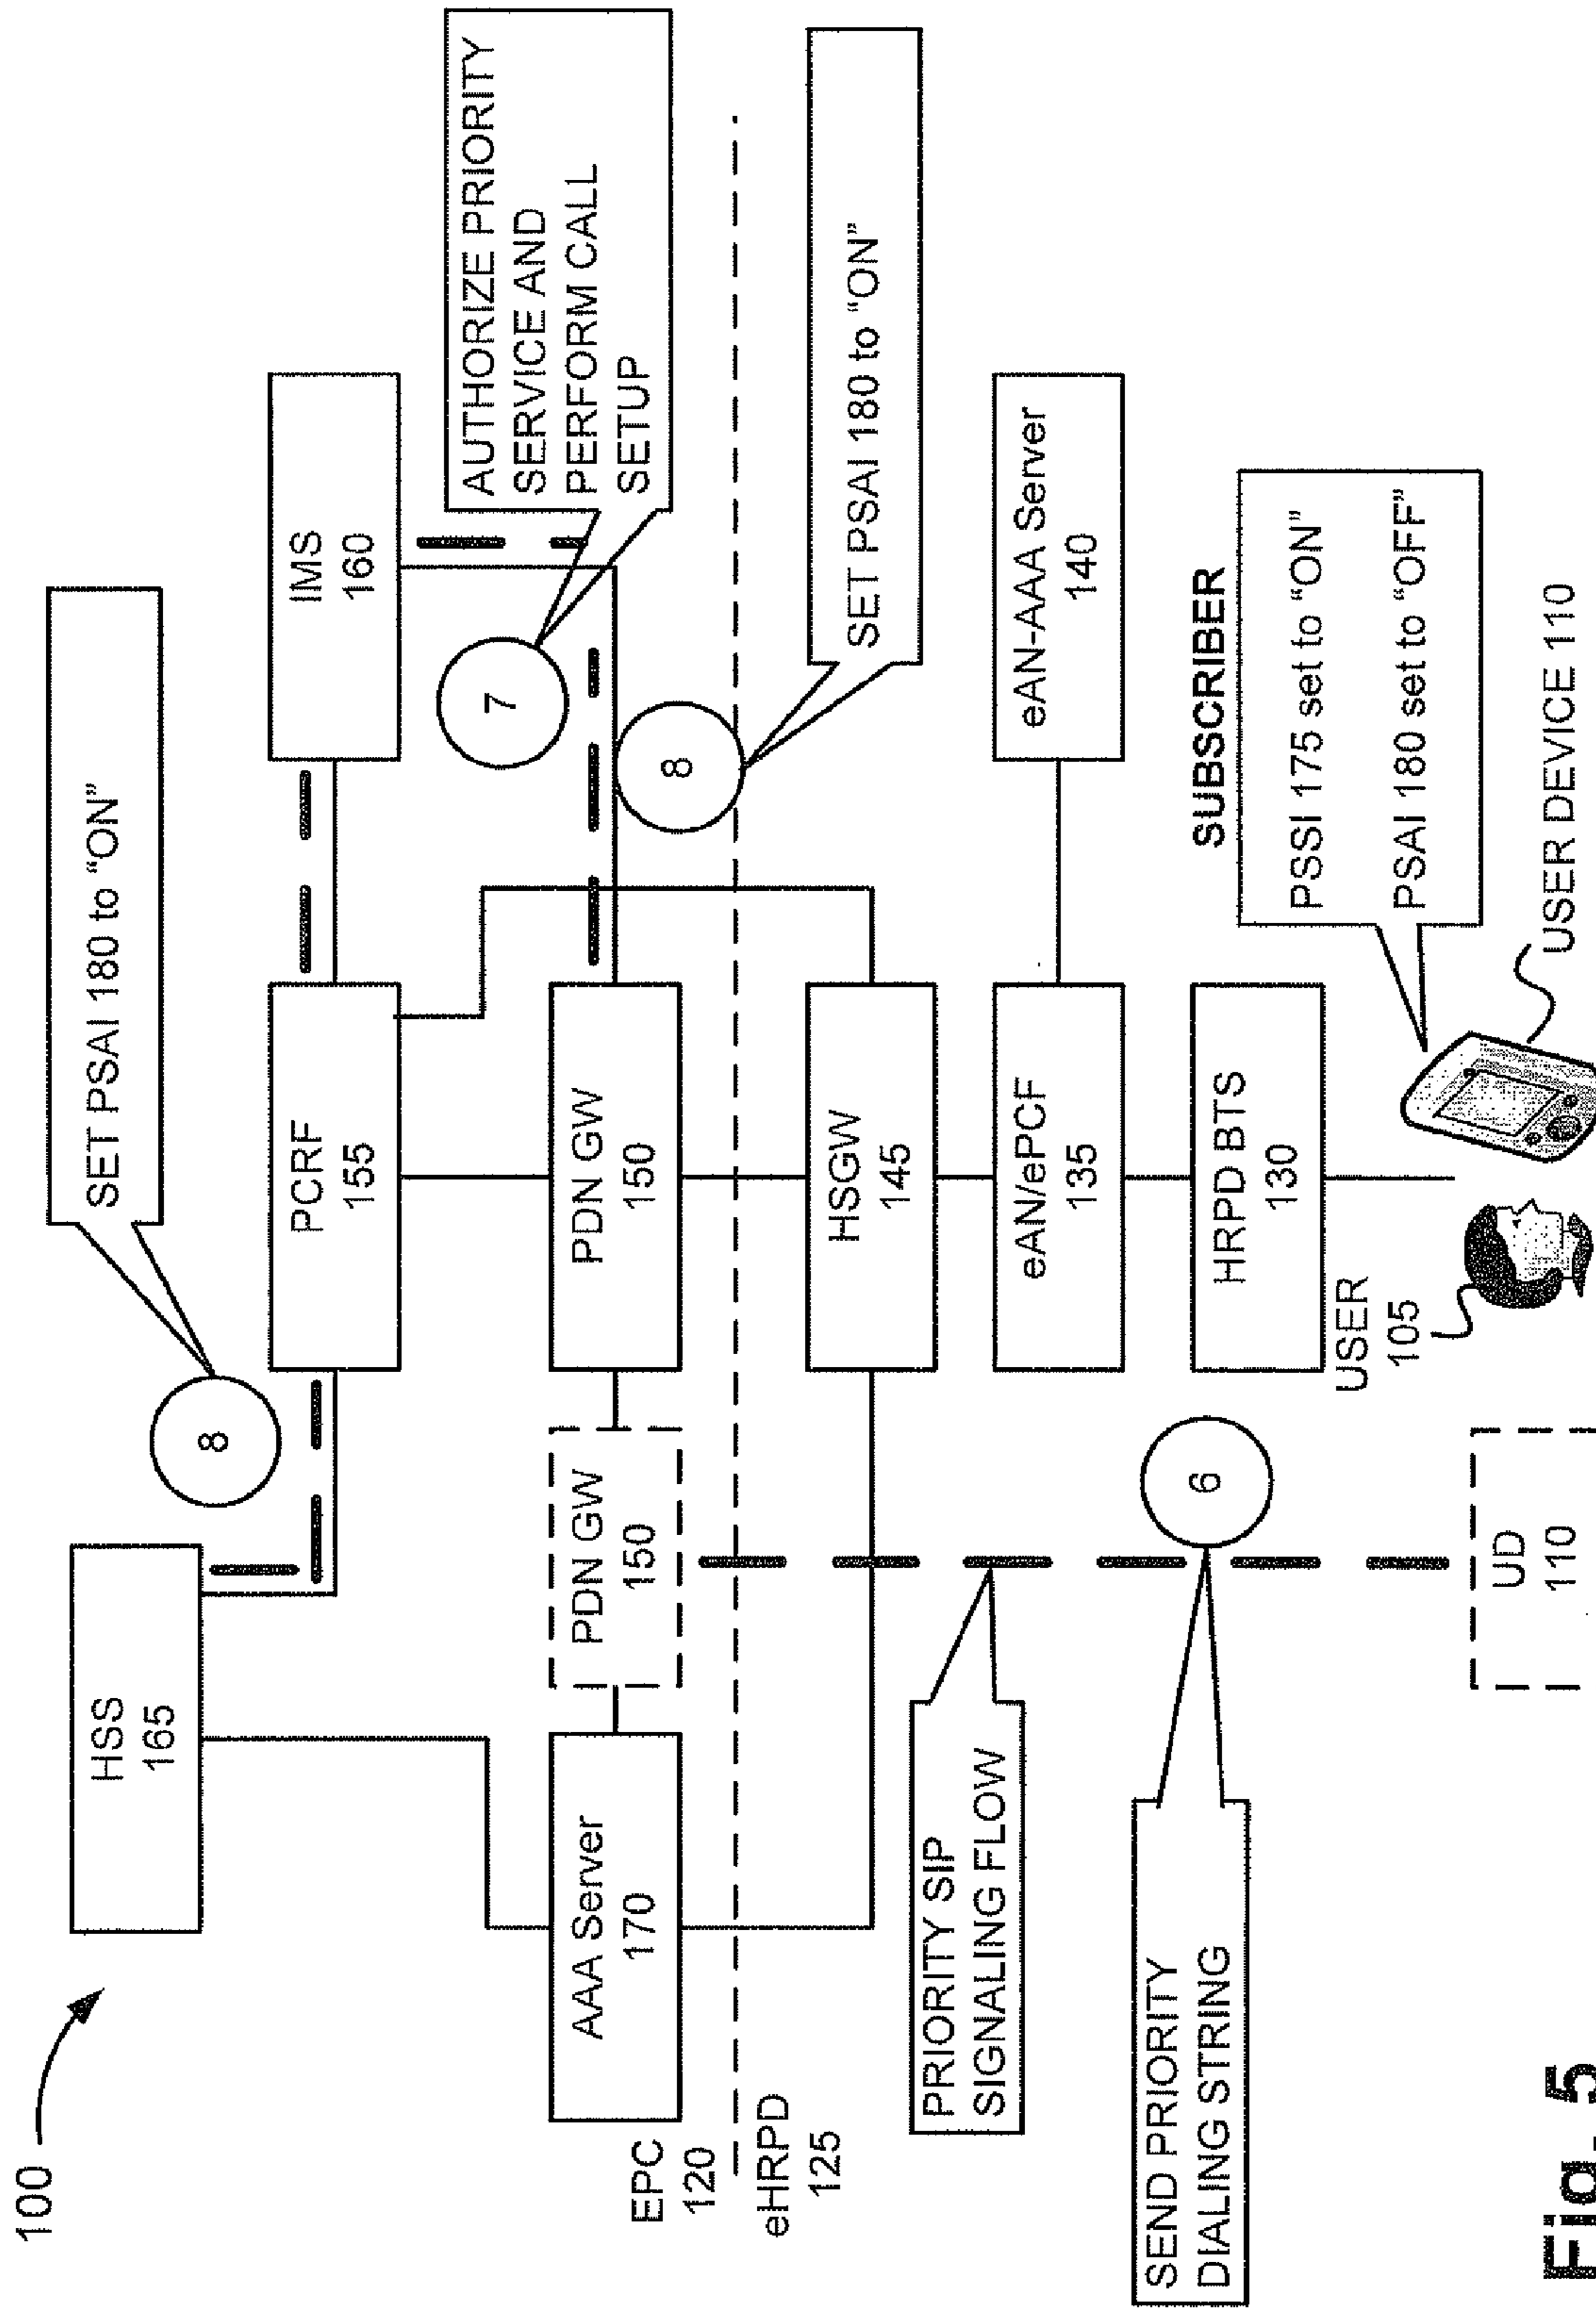 100
HSS
165
SET PSAI 180 to "ON"
8
PCRF
155
IMS
160
AUTHORIZE PRIORITY
SERVICE AND
PERFORM CALL
SETUP
7
AAA Server
170
PDN GW
150
PDN GW
150
8
SET PSAI 180 to "ON"
EPC
120
eHRPD
125
HSGW
145
PRIORITY SIP
SIGNALING FLOW
eAN/ePCF
135
eAN-AAA Server
140
SEND PRIORITY
DIALING STRING
6
HRPD BTS
130
SUBSCRIBER
PSSI 175 set to "ON"
PSAI 180 set to "OFF"
USER
105
UD
110
USER DEVICE 110
Fig. 5